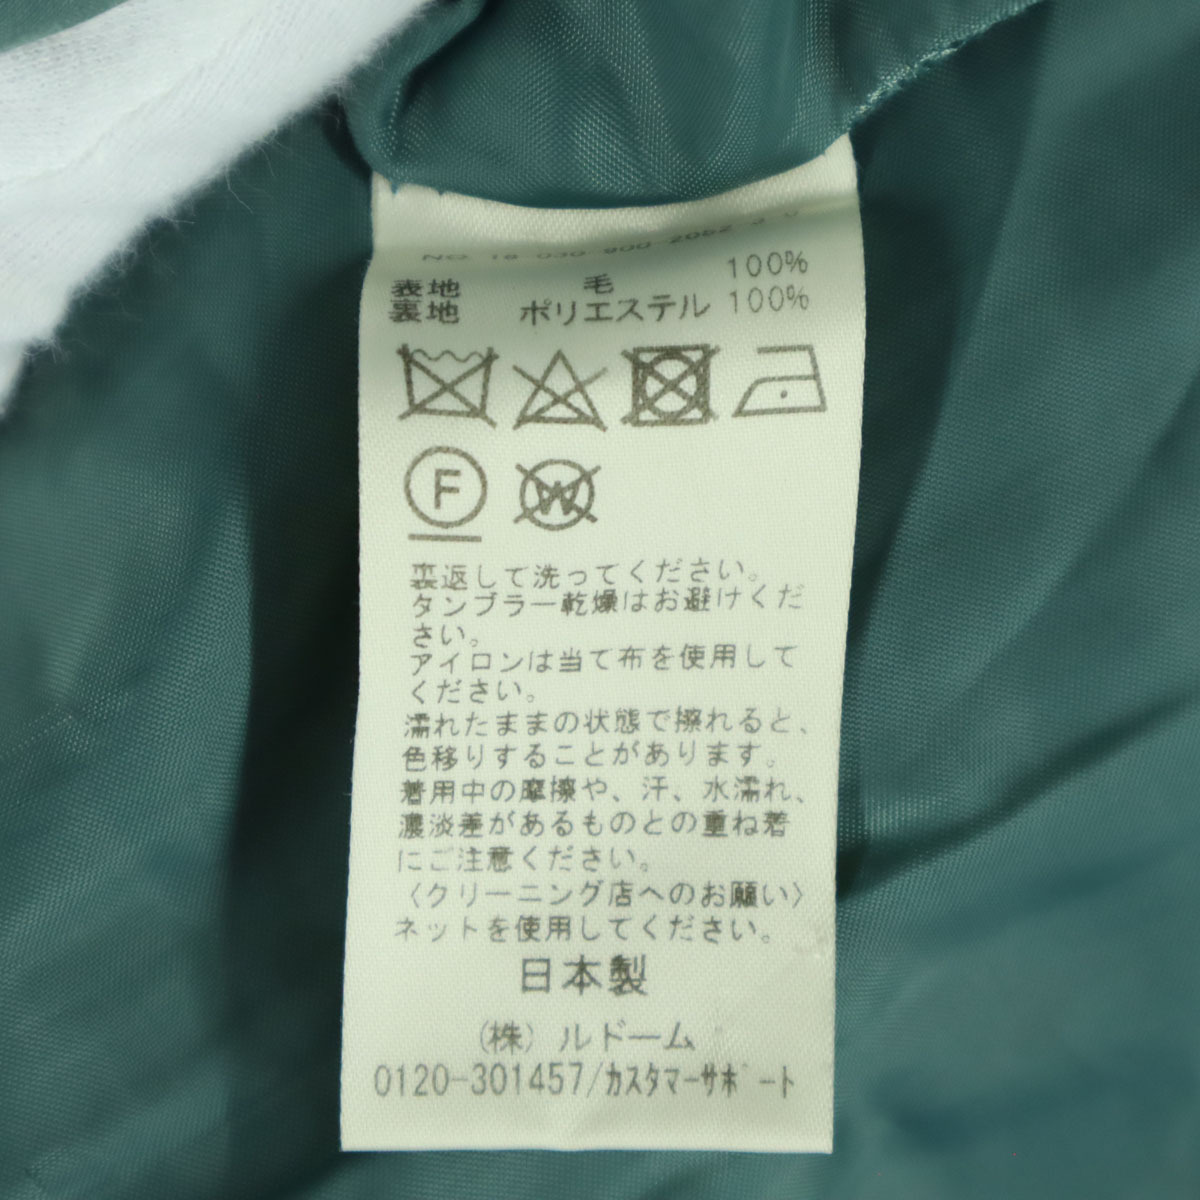 NO 18-030-900-2082-3-0
表地 毛 100%
裏地 ポリエステル 100%
F
W
裏返して洗ってください。
タンブラー乾燥はお避けくだ
さい。
アイロンは当て布を使用して
ください。
濡れたままの状態で擦れると、
色移りすることがあります。
着用中の摩擦や、汗、水濡れ、
濃淡差があるものとの重ね着
にご注意ください。
〈クリーニング店へのお願い〉
ネットを使用してください。
日本製
(株)ルドーム
0120-301457/カスタマーサポート